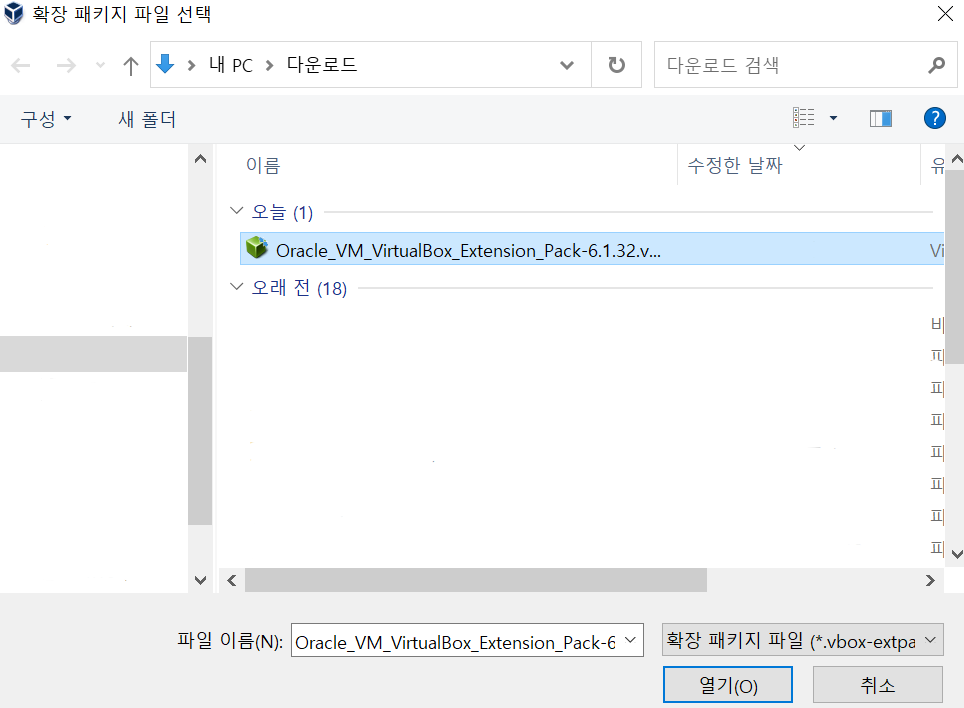 확장 패키지 파일 선택
내 PC 다운로드
다운로드 검색
구성 새 폴더
이름 수정한 날짜 유
오늘 (1)
Oracle_VM_VirtualBox_Extension_Pack-6.1.32.v... Vi
오래 전 (18)
파
파
파
파
파
파
파
파일 이름(N): Oracle_VM_VirtualBox_Extension_Pack-6 확장 패키지 파일 (*.vbox-extpa
열기(O) 취소